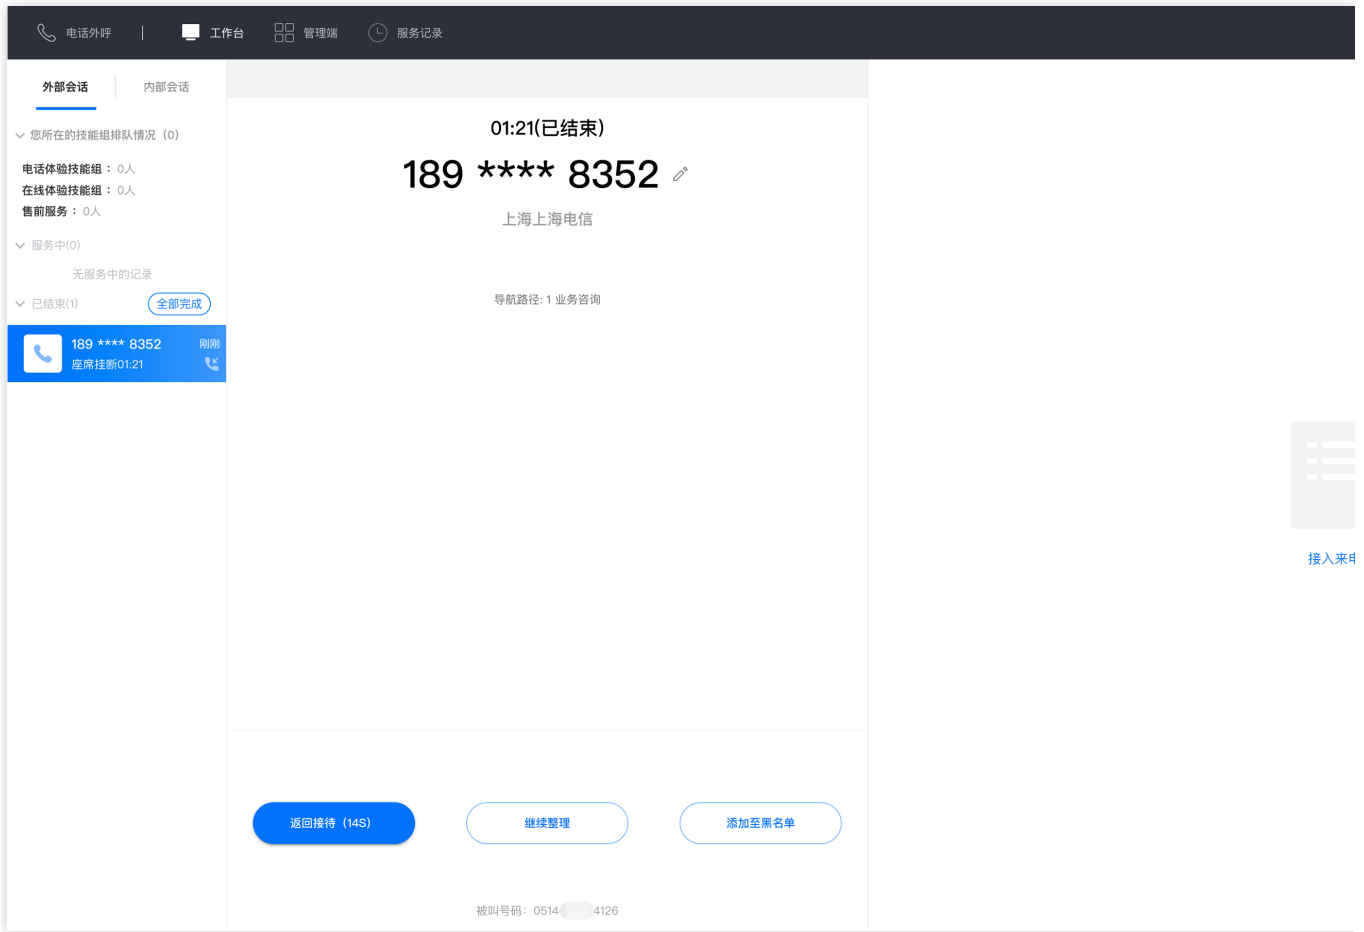 电话外呼 | 工作台 管理端 服务记录
外部会话 内部会话
您所在的技能组排队情况（0）
电话体验技能组： 0人
在线体验技能组： 0人
售前服务： 0人
服务中(0)
无服务中的记录
已结束(1) 全部完成
189 **** 8352 刚刚
座席挂断01:21
01:21(已结束)
189 **** 8352
上海上海电信
导航路径: 1 业务咨询
返回接待（14S） 继续整理 添加至黑名单
被叫号码： 0514 4126
接入来